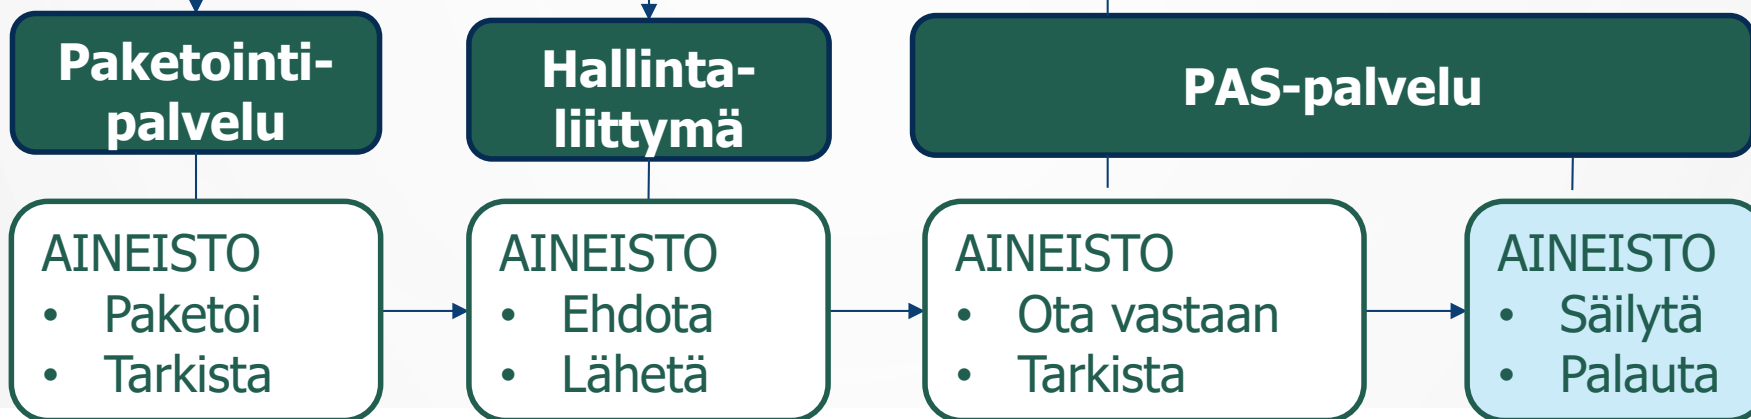 Paketointi-
palvelu
Hallinta-
liittymä
PAS-palvelu
AINEISTO
• Paketoi
• Tarkista
AINEISTO
• Ehdota
• Lähetä
AINEISTO
• Ota vastaan
• Tarkista
AINEISTO
• Säilytä
• Palauta